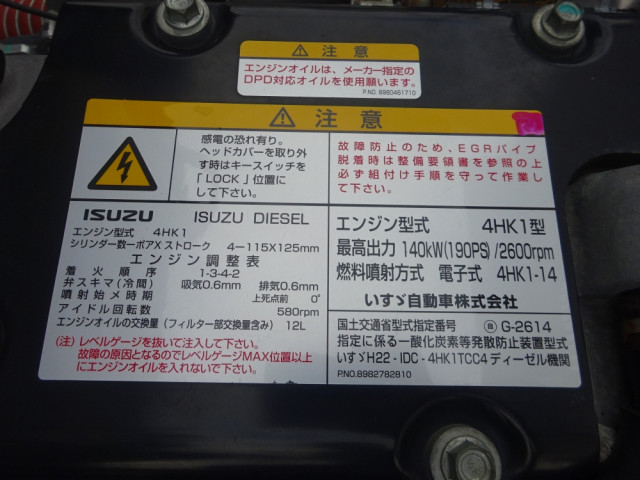 注意
エンジンオイルは、メーカー指定の
DPD対応オイルを使用願います。
P.NO. 8980461710
注意
感電の恐れ有り。
ヘッドカバーを取り外
す時はキースイッチを
「LOCK」位置に
して下さい。
故障防止のため、EGRパイプ
脱着時は整備要領書を参照の上
必ず組付け手順を守って作業し
て下さい。
ISUZU ISUZU DIESEL
エンジン型式 4HK1
シリンダー数ーボアXストローク 4-115X125mm
エンジン調整表
着火順序 1-3-4-2
弁スキマ(冷間) 吸気0.6mm 排気0.6mm
噴射始メ時期 上死点前 0°
アイドル回転数 580rpm
エンジンオイルの交換量(フィルター部交換量含み) 12L
(注)レベルゲージを抜いて注入して下さい。
故障の原因となるのでレベルゲージMAX位置以上
にエンジンオイルを入れないで下さい。
エンジン型式 4HK1型
最高出力 140kW(190PS)/2600rpm
燃料噴射方式 電子式 4HK1-14
いすゞ自動車株式会社
国土交通省型式指定番号 G-2614
指定に係る一酸化炭素等発散防止装置型式
いすゞH22-IDC-4HK1TCC4ディーゼル機関
P.NO.8982782810